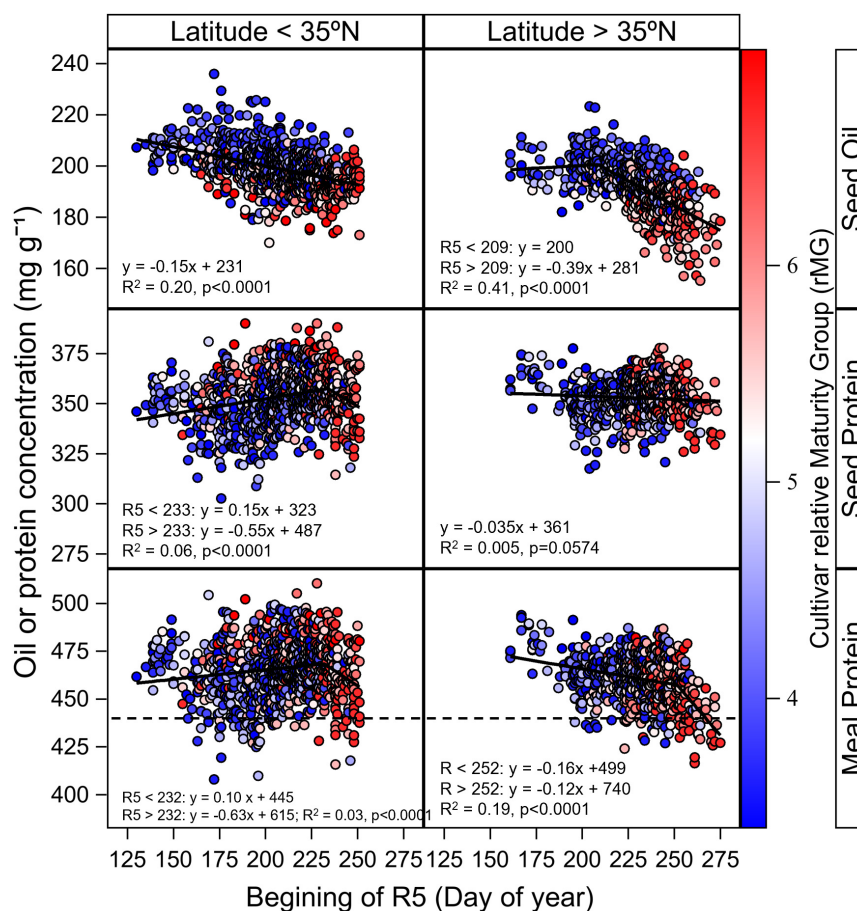 Latitude < 35ºN
Latitude > 35ºN
Oil or protein concentration (mg g⁻¹)
240
220
200
180
160
y = -0.15x + 231
R² = 0.20, p<0.0001
R5 < 209: y = 200
R5 > 209: y = -0.39x + 281
R² = 0.41, p<0.0001
Seed Oil
375
350
325
300
275
R5 < 233: y = 0.15x + 323
R5 > 233: y = -0.55x + 487
R² = 0.06, p<0.0001
y = -0.035x + 361
R² = 0.005, p=0.0574
Seed Protein
500
475
450
425
400
R5 < 232: y = 0.10 x + 445
R5 > 232: y = -0.63x + 615; R² = 0.03, p<0.0001
R < 252: y = -0.16x +499
R > 252: y = -0.12x + 740
R² = 0.19, p<0.0001
Meal Protein
6
5
4
Cultivar relative Maturity Group (rMG)
125 150 175 200 225 250 275 125 150 175 200 225 250 275
Begining of R5 (Day of year)